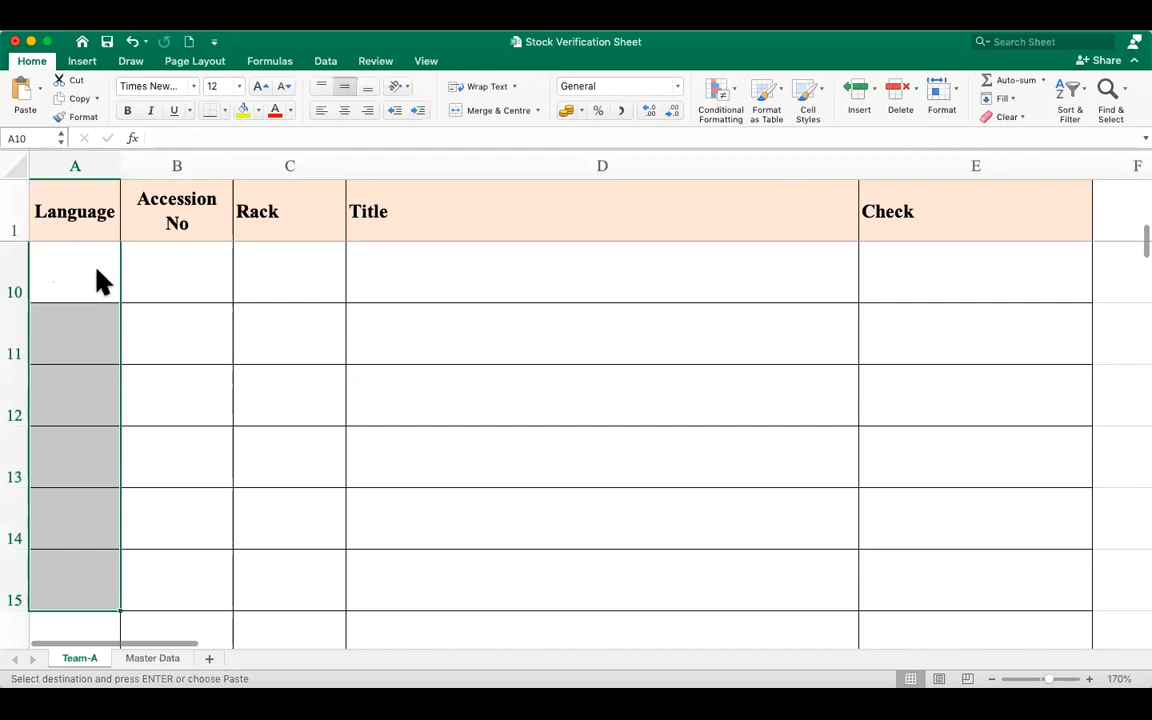 Stock Verification Sheet
Search Sheet
Home Insert Draw Page Layout Formulas Data Review View
Share
Paste
Cut
Copy
Format
Times New... 12
B I U
Wrap Text
Merge & Centre
General
Conditional Formatting
Format as Table
Cell Styles
Insert
Delete
Format
Auto-sum
Fill
Clear
Sort & Filter
Find & Select
A10
fx
A B C D E F
1 Language Accession No Rack Title Check
10
11
12
13
14
15
Team-A Master Data
Select destination and press ENTER or choose Paste
170%